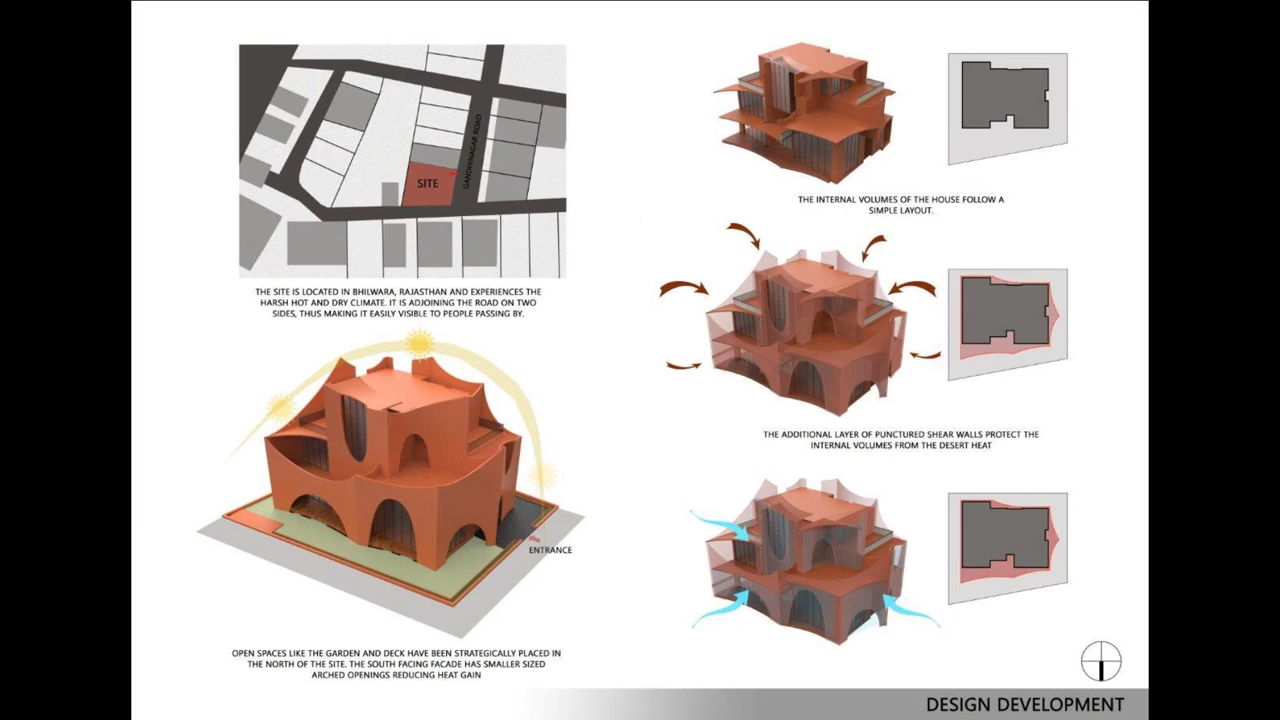 GANDHINAGAR ROAD
SITE
THE SITE IS LOCATED IN BHILWARA, RAJASTHAN AND EXPERIENCES THE
HARSH HOT AND DRY CLIMATE. IT IS ADJOINING THE ROAD ON TWO
SIDES, THUS MAKING IT EASILY VISIBLE TO PEOPLE PASSING BY.
ENTRANCE
OPEN SPACES LIKE THE GARDEN AND DECK HAVE BEEN STRATEGICALLY PLACED IN
THE NORTH OF THE SITE. THE SOUTH FACING FACADE HAS SMALLER SIZED
ARCHED OPENINGS REDUCING HEAT GAIN
THE INTERNAL VOLUMES OF THE HOUSE FOLLOW A
SIMPLE LAYOUT.
THE ADDITIONAL LAYER OF PUNCTURED SHEAR WALLS PROTECT THE
INTERNAL VOLUMES FROM THE DESERT HEAT
DESIGN DEVELOPMENT